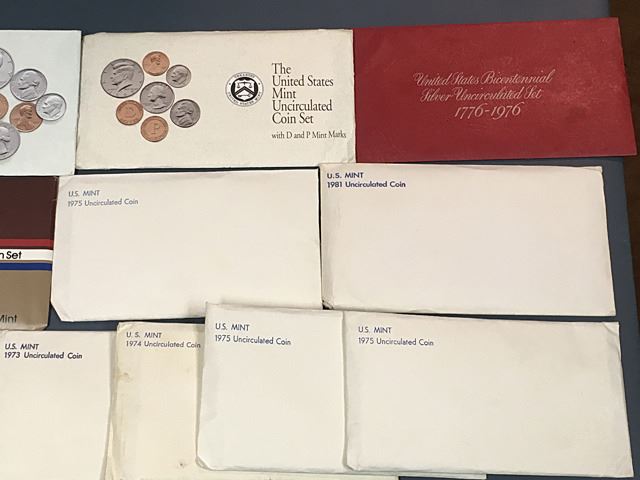 The
United States
Mint
Uncirculated
Coin Set
with D and P Mint Marks
United States Bicentennial
Silver Uncirculated Set
1776-1976
U.S. MINT
1975 Uncirculated Coin
U.S. MINT
1981 Uncirculated Coin
n Set
Mint
U.S. MINT
1973 Uncirculated Coin
U.S. MINT
1974 Uncirculated Coin
U.S. MINT
1975 Uncirculated Coin
U.S. MINT
1975 Uncirculated Coin